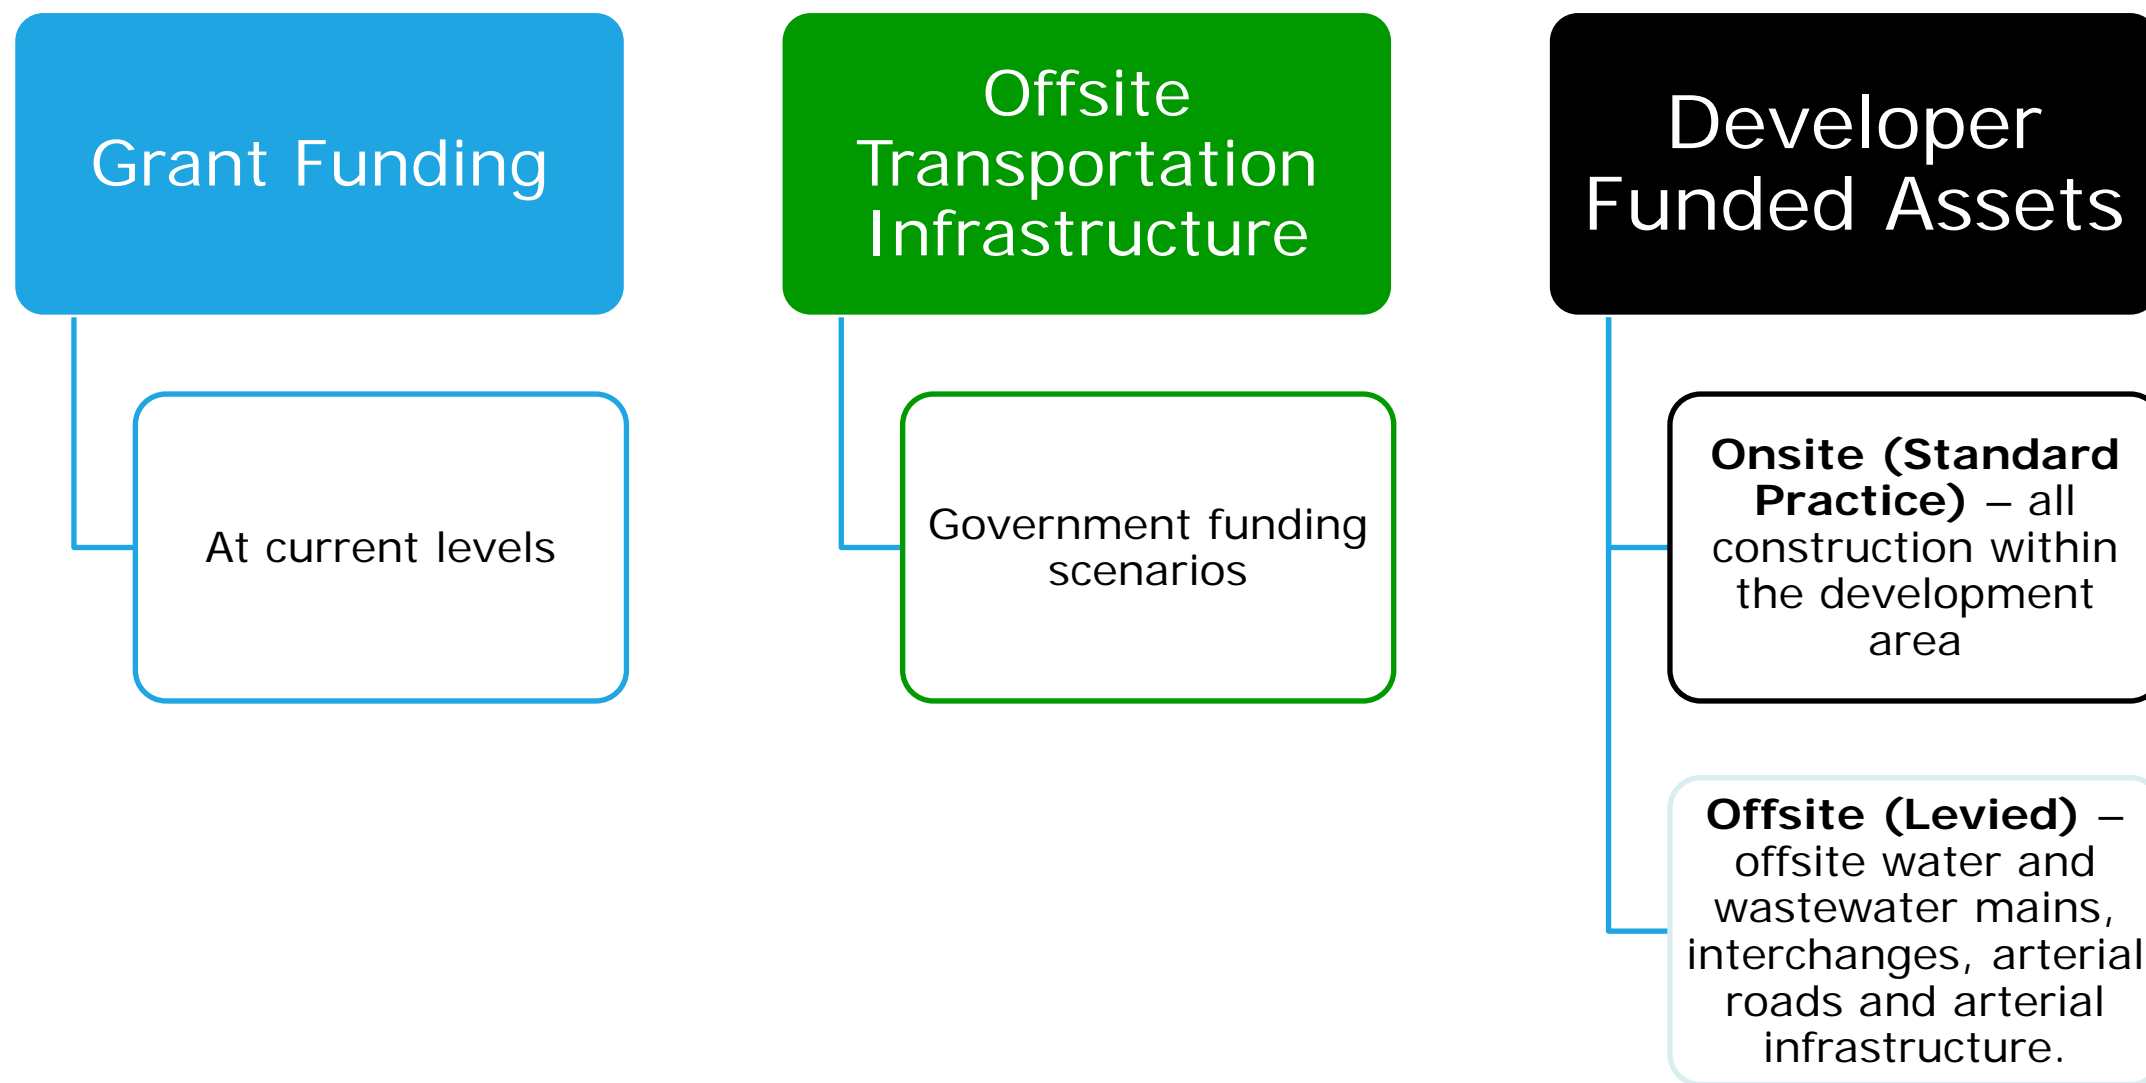 Grant Funding
At current levels
Offsite
Transportation
Infrastructure
Government funding
scenarios
Developer
Funded Assets
Onsite (Standard
Practice) – all
construction within
the development
area
Offsite (Levied) –
offsite water and
wastewater mains,
interchanges, arterial
roads and arterial
infrastructure.